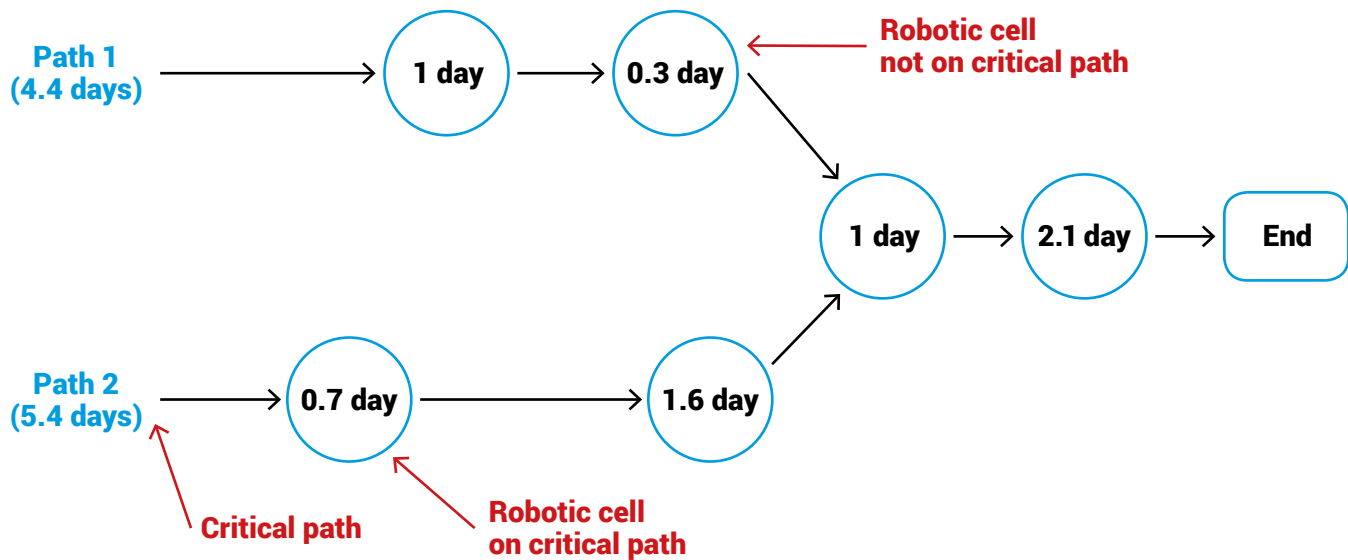 Path 1
(4.4 days)
1 day
0.3 day
Robotic cell
not on critical path
1 day
2.1 day
End
Path 2
(5.4 days)
0.7 day
1.6 day
Critical path
Robotic cell
on critical path